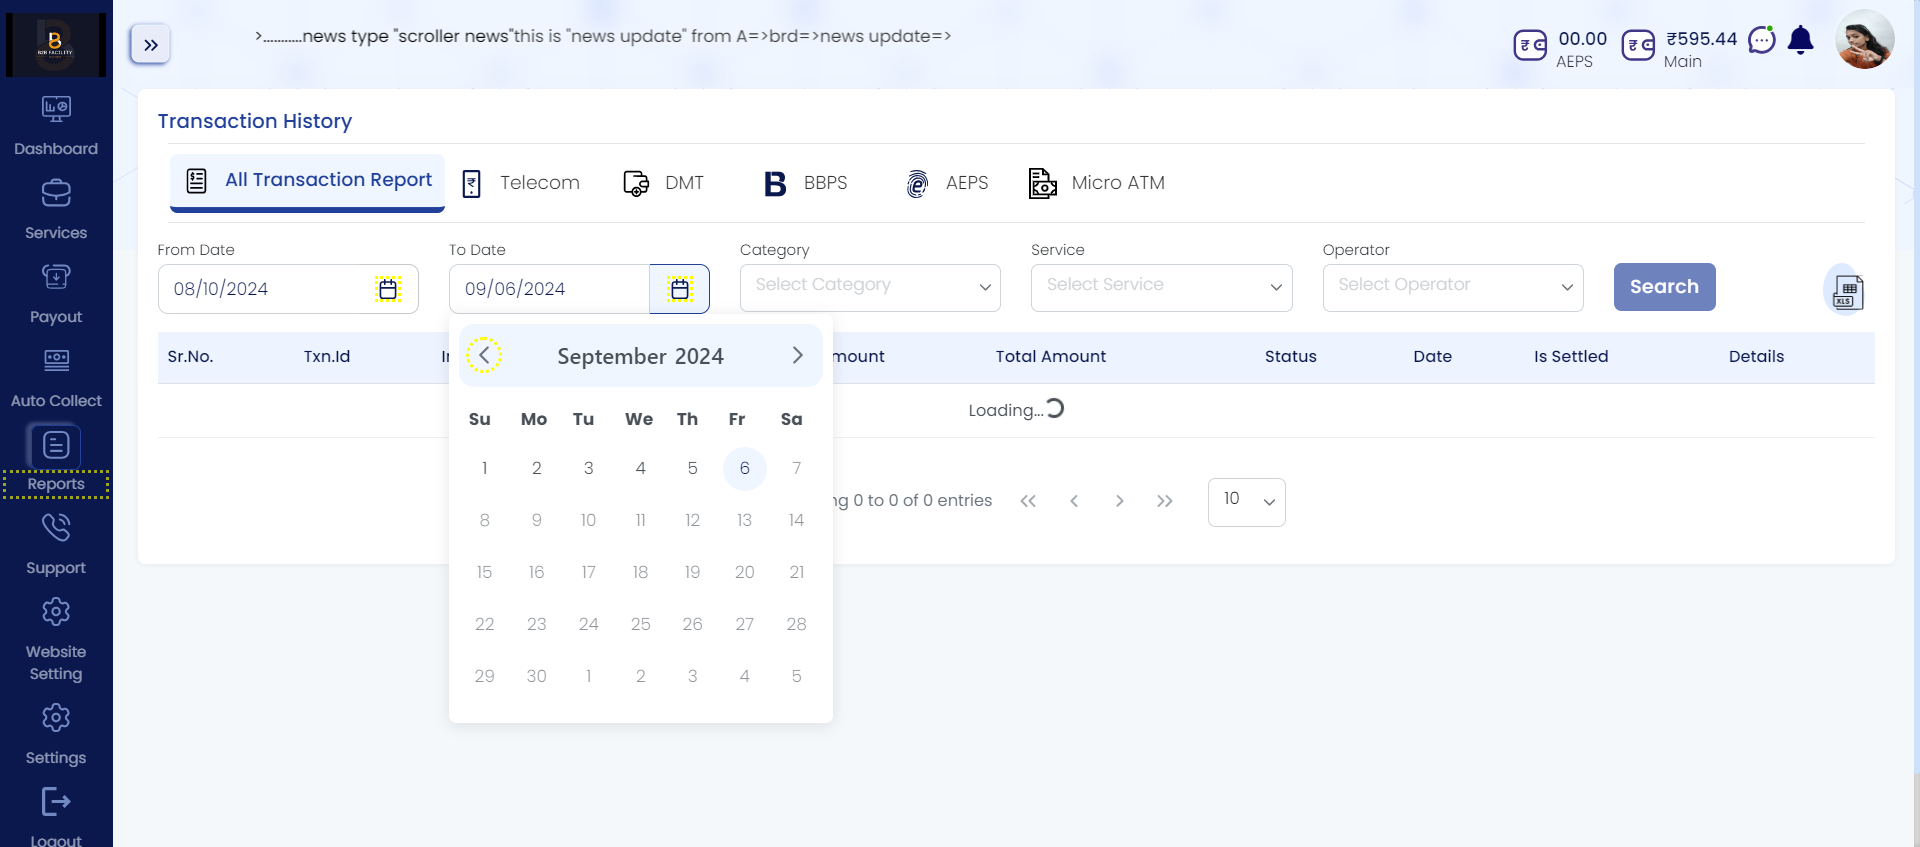 B2B FACILITY
>...........news type "scroller news"this is "news update" from A=>brd=>news update=>
00.00
AEPS
₹595.44
Main
Dashboard
Services
Payout
Auto Collect
Reports
Support
Website
Setting
Settings
Logout
Transaction History
All Transaction Report
Telecom
DMT
BBPS
AEPS
Micro ATM
From Date
To Date
Category
Service
Operator
08/10/2024
09/06/2024
Select Category
Select Service
Select Operator
Search
XLS
Sr.No.
Txn.Id
mount
Total Amount
Status
Date
Is Settled
Details
Loading...
ng 0 to 0 of 0 entries
10
September 2024
Su Mo Tu We Th Fr Sa
1 2 3 4 5 6 7
8 9 10 11 12 13 14
15 16 17 18 19 20 21
22 23 24 25 26 27 28
29 30 1 2 3 4 5